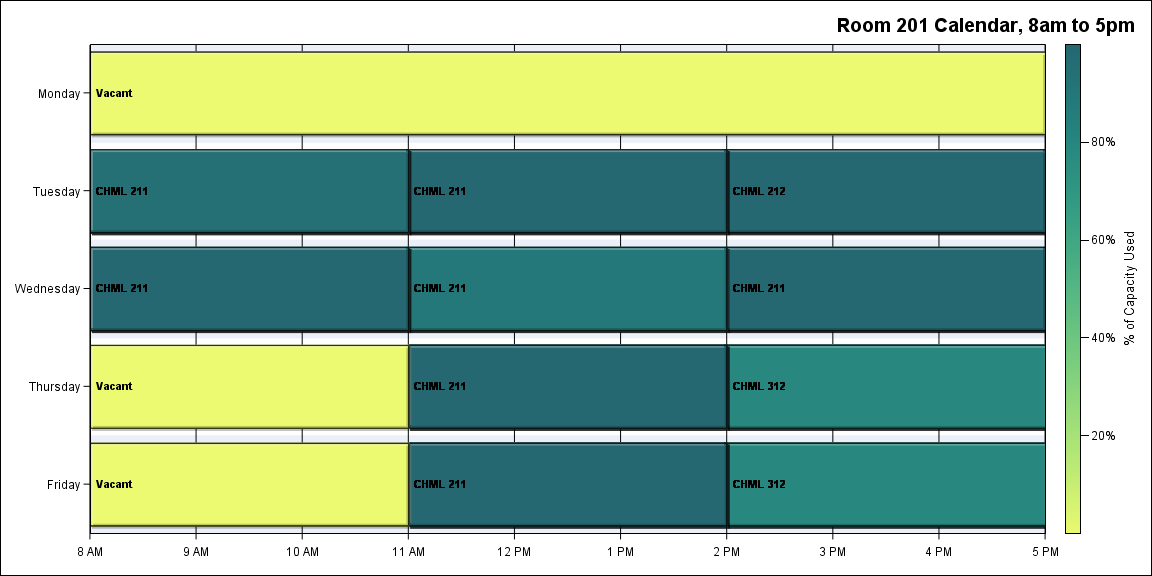 Room 201 Calendar, 8am to 5pm
Monday
Vacant
Tuesday
CHML 211
CHML 211
CHML 212
Wednesday
CHML 211
CHML 211
CHML 211
Thursday
Vacant
CHML 211
CHML 312
Friday
Vacant
CHML 211
CHML 312
8 AM
9 AM
10 AM
11 AM
12 PM
1 PM
2 PM
3 PM
4 PM
5 PM
80%
60%
40%
20%
% of Capacity Used